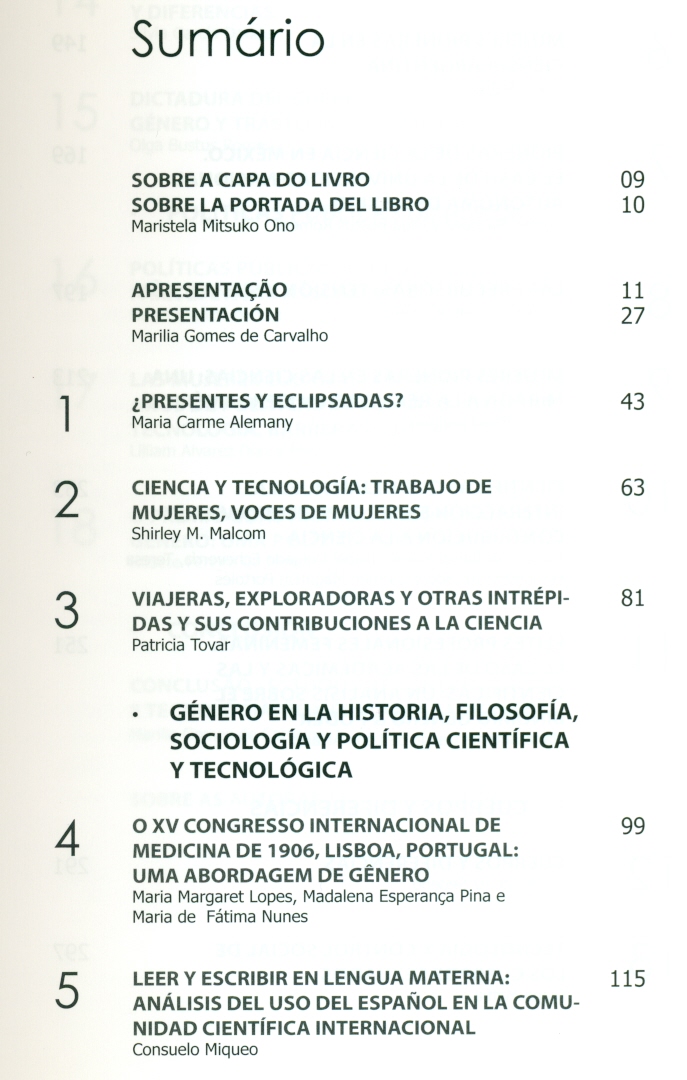 Sumário
SOBRE A CAPA DO LIVRO 09
SOBRE LA PORTADA DEL LIBRO 10
Maristela Mitsuko Ono
APRESENTAÇÃO 11
PRESENTACIÓN 27
Marilia Gomes de Carvalho
1 ¿PRESENTES Y ECLIPSADAS? 43
Maria Carme Alemany
2 CIENCIA Y TECNOLOGÍA: TRABAJO DE 63
MUJERES, VOCES DE MUJERES
Shirley M. Malcom
3 VIAJERAS, EXPLORADORAS Y OTRAS INTRÉPI- 81
DAS Y SUS CONTRIBUCIONES A LA CIENCIA
Patricia Tovar
· GÉNERO EN LA HISTORIA, FILOSOFÍA,
SOCIOLOGÍA Y POLÍTICA CIENTÍFICA
Y TECNOLÓGICA
4 O XV CONGRESSO INTERNACIONAL DE 99
MEDICINA DE 1906, LISBOA, PORTUGAL:
UMA ABORDAGEM DE GÊNERO
Maria Margaret Lopes, Madalena Esperança Pina e
Maria de Fátima Nunes
5 LEER Y ESCRIBIR EN LENGUA MATERNA: 115
ANÁLISIS DEL USO DEL ESPAÑOL EN LA COMU-
NIDAD CIENTÍFICA INTERNACIONAL
Consuelo Miqueo